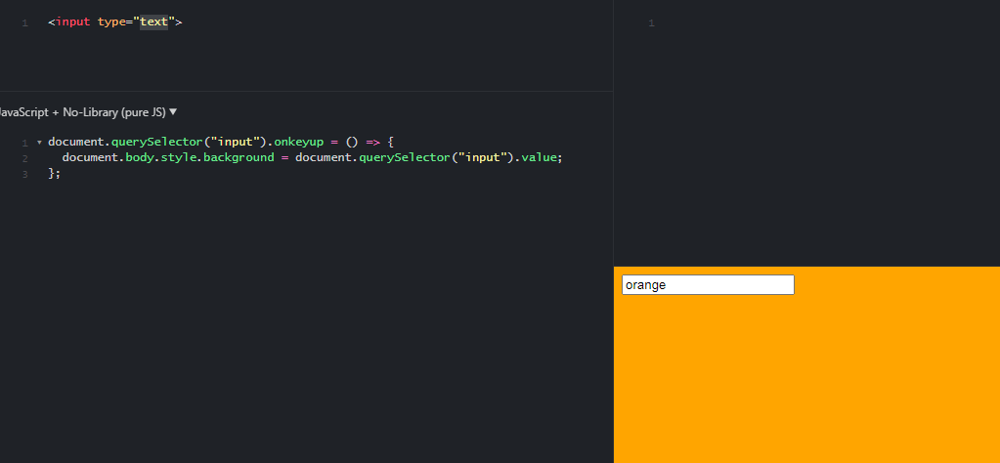 1 <input type="text">
1
JavaScript + No-Library (pure JS) ▼
1 ▾ document.querySelector("input").onkeyup = () => {
2 document.body.style.background = document.querySelector("input").value;
3 };
orange